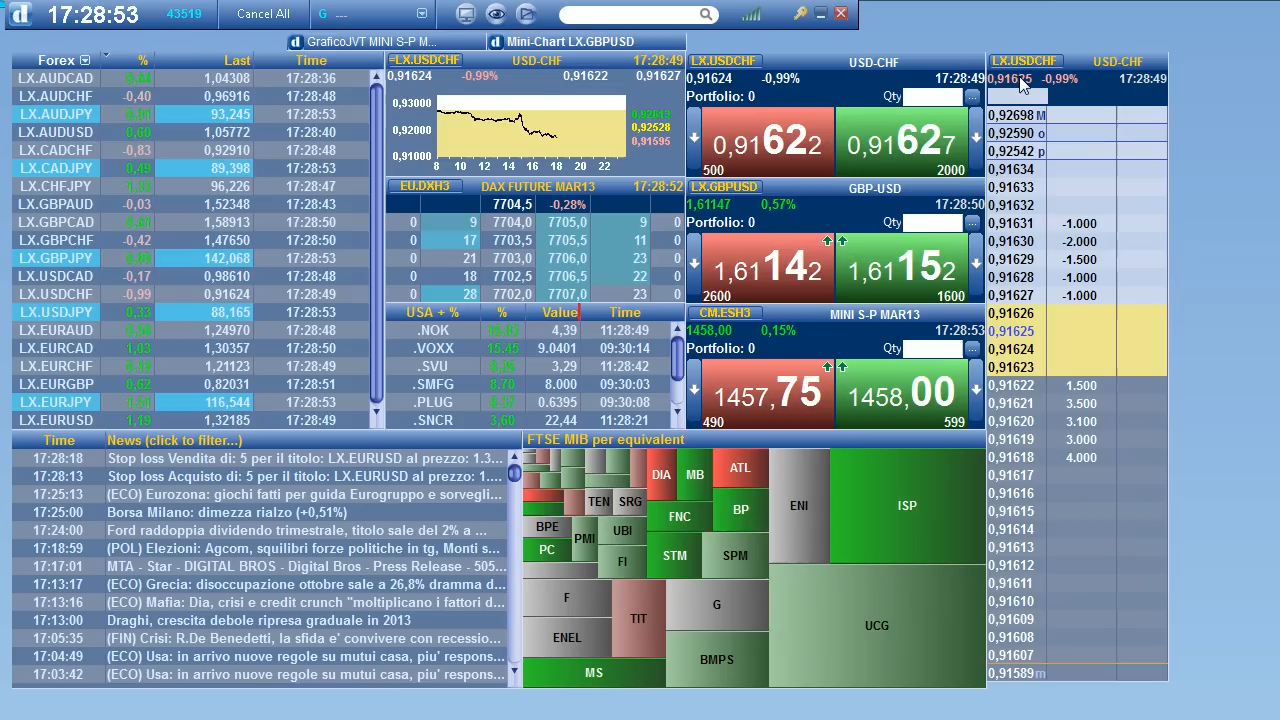 17:28:53 43519 Cancel All G ---
GraficoJVT MINI S-P M...
Mini-Chart LX.GBPUSD
Forex % Last Time
LX.AUDCAD 1,04308 17:28:36
LX.AUDCHF -0,40 0,96916 17:28:48
LX.AUDJPY 93,245 17:28:53
LX.AUDUSD 0,60 1,05772 17:28:40
LX.CADCHF -0,83 0,92910 17:28:48
LX.CADJPY 0,49 89,398 17:28:53
LX.CHFJPY 1,33 96,226 17:28:47
LX.GBPAUD -0,03 1,52348 17:28:43
LX.GBPCAD 1,58913 17:28:50
LX.GBPCHF -0,42 1,47650 17:28:50
LX.GBPJPY 142,068 17:28:53
LX.USDCAD -0,17 0,98610 17:28:48
LX.USDCHF -0,99 0,91624 17:28:49
LX.USDJPY 0,33 88,165 17:28:53
LX.EURAUD 1,24970 17:28:48
LX.EURCAD 1,03 1,30357 17:28:50
LX.EURCHF 0,19 1,21123 17:28:49
LX.EURGBP 0,62 0,82031 17:28:50
LX.EURJPY 1,51 116,544 17:28:53
LX.EURUSD 1,19 1,32185 17:28:50
=LX.USDCHF USD-CHF 17:28:49
0,91624 -0.99% 0,91622 0,91627
0,93000
0,92000
0,91000
0,92528
0,91595
8 10 12 14 16 18 20 22
EU.DXH3 DAX FUTURE MAR13 17:28:52
7704,5 -0,28%
0 9 7704,0 7705,0 9 0
0 17 7703,5 7705,5 11 0
0 21 7703,0 7706,0 23 0
0 18 7702,5 7706,5 22 0
0 28 7702,0 7707,0 23 0
USA + % % Value Time
.NOK 4,39 11:28:49
.VOXX 15.45 9.0401 09:30:14
.SVU 3,29 11:28:42
.SMFG 8.70 8.000 09:30:03
.PLUG 0.6395 09:30:08
.SNCR 3,60 22,44 11:28:21
LX.USDCHF USD-CHF
0,91624 -0,99% 17:28:49
Portfolio: 0 Qty ...
0,91622 0,91627
500 2000
LX.GBPUSD GBP-USD
1,61147 0,57% 17:28:50
Portfolio: 0 Qty ...
1,61142 1,61152
2600 1600
CM.ESH3 MINI S-P MAR13
1458,00 0,15% 17:28:53
Portfolio: 0 Qty ...
1457,75 1458,00
490 599
LX.USDCHF USD-CHF
0,91625 -0,99% 17:28:49
0,92698 M
0,92590 o
0,92542 p
0,91634
0,91633
0,91632
0,91631 -1.000
0,91630 -2.000
0,91629 -1.500
0,91628 -1.000
0,91627 -1.000
0,91626
0,91625
0,91624
0,91623
0,91622 1.500
0,91621 3.500
0,91620 3.100
0,91619 3.000
0,91618 4.000
0,91617
0,91616
0,91615
0,91614
0,91613
0,91612
0,91611
0,91610
0,91609
0,91608
0,91607
0,91589 m
Time News (click to filter...)
17:28:18 Stop loss Vendita di: 5 per il titolo: LX.EURUSD al prezzo: 1.3...
17:28:13 Stop loss Acquisto di: 5 per il titolo: LX.EURUSD al prezzo: 1....
17:25:13 (ECO) Eurozona: giochi fatti per guida Eurogruppo e sorvegli...
17:25:00 Borsa Milano: dimezza rialzo (+0,51%)
17:24:00 Ford raddoppia dividendo trimestrale, titolo sale del 2% a ...
17:18:59 (POL) Elezioni: Agcom, squilibri forze politiche in tg, Monti s...
17:17:01 MTA - Star - DIGITAL BROS - Digital Bros - Press Release - 505...
17:13:17 (ECO) Grecia: disoccupazione ottobre sale a 26,8% dramma d...
17:13:16 (ECO) Mafia: Dia, crisi e credit crunch "moltiplicano i fattori d...
17:13:00 Draghi, crescita debole ripresa graduale in 2013
17:05:35 (FIN) Crisi: R.De Benedetti, la sfida e' convivere con recessio...
17:04:49 (ECO) Usa: in arrivo nuove regole su mutui casa, piu' respons...
17:03:42 (ECO) Usa: in arrivo nuove regole su mutui casa, piu' respons...
FTSE MIB per equivalent
DIA MB ATL ENI ISP
TEN SRG FNC BP
BPE PMI UBI
PC FI STM SPM
F TIT G UCG
ENEL
MS BMPS